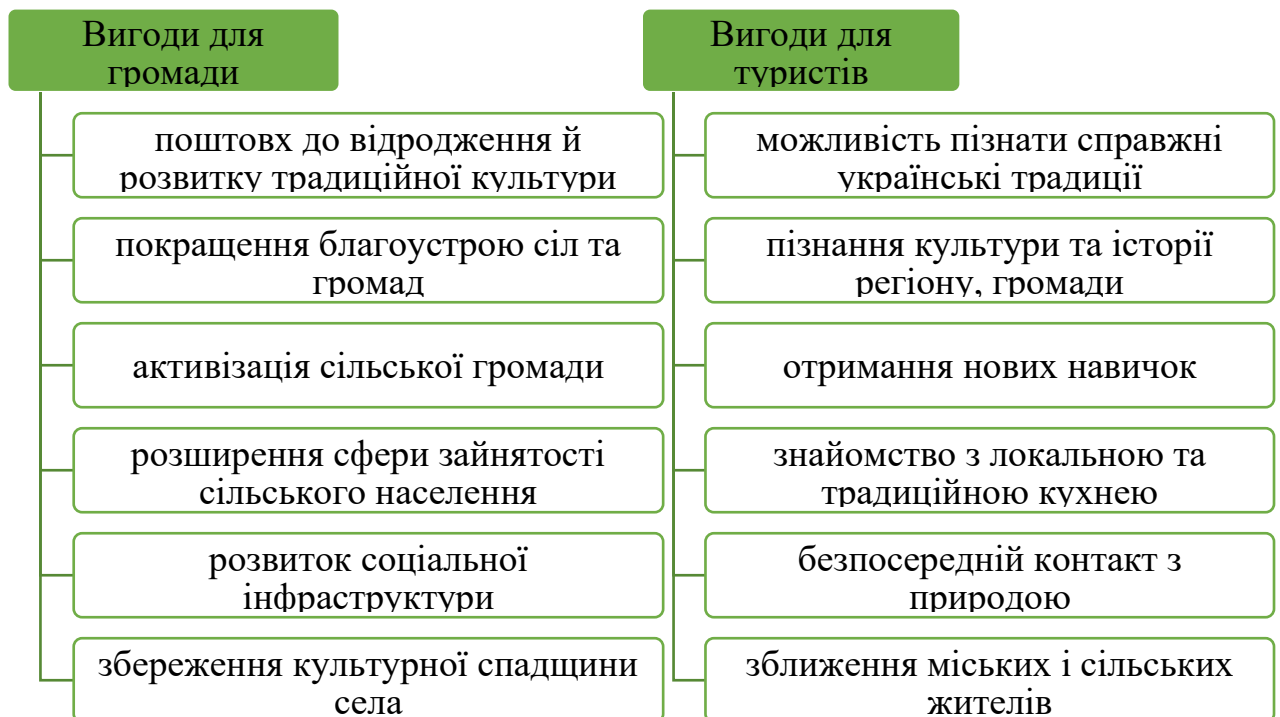 Вигоди для
громади
поштовх до відродження й
розвитку традиційної культури
покращення благоустрою сіл та
громад
активізація сільської громади
розширення сфери зайнятості
сільського населення
розвиток соціальної
інфраструктури
збереження культурної спадщини
села
Вигоди для
туристів
можливість пізнати справжні
українські традиції
пізнання культури та історії
регіону, громади
отримання нових навичок
знайомство з локальною та
традиційною кухнею
безпосередній контакт з
природою
зближення міських і сільських
жителів